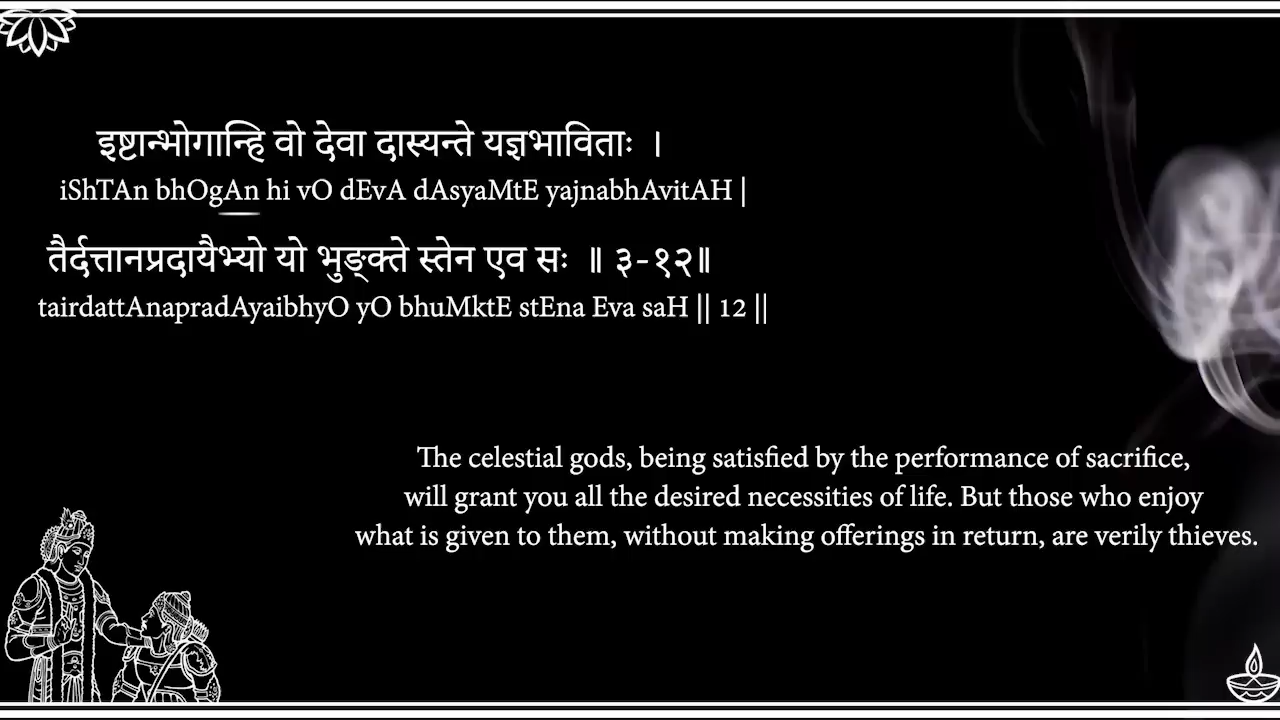 इष्टान्भोगान्हि वो देवा दास्यन्ते यज्ञभाविताः ।
iShTAn bhOgAn hi vO dEvA dAsyaMtE yajnabhAvitAH |
तैर्दत्तानप्रदायैभ्यो यो भुङ्क्ते स्तेन एव सः ॥ ३-१२॥
tairdattAnapradAyaibhyO yO bhuMktE stEna Eva saH || 12 ||
The celestial gods, being satisfied by the performance of sacrifice,
will grant you all the desired necessities of life. But those who enjoy
what is given to them, without making offerings in return, are verily thieves.